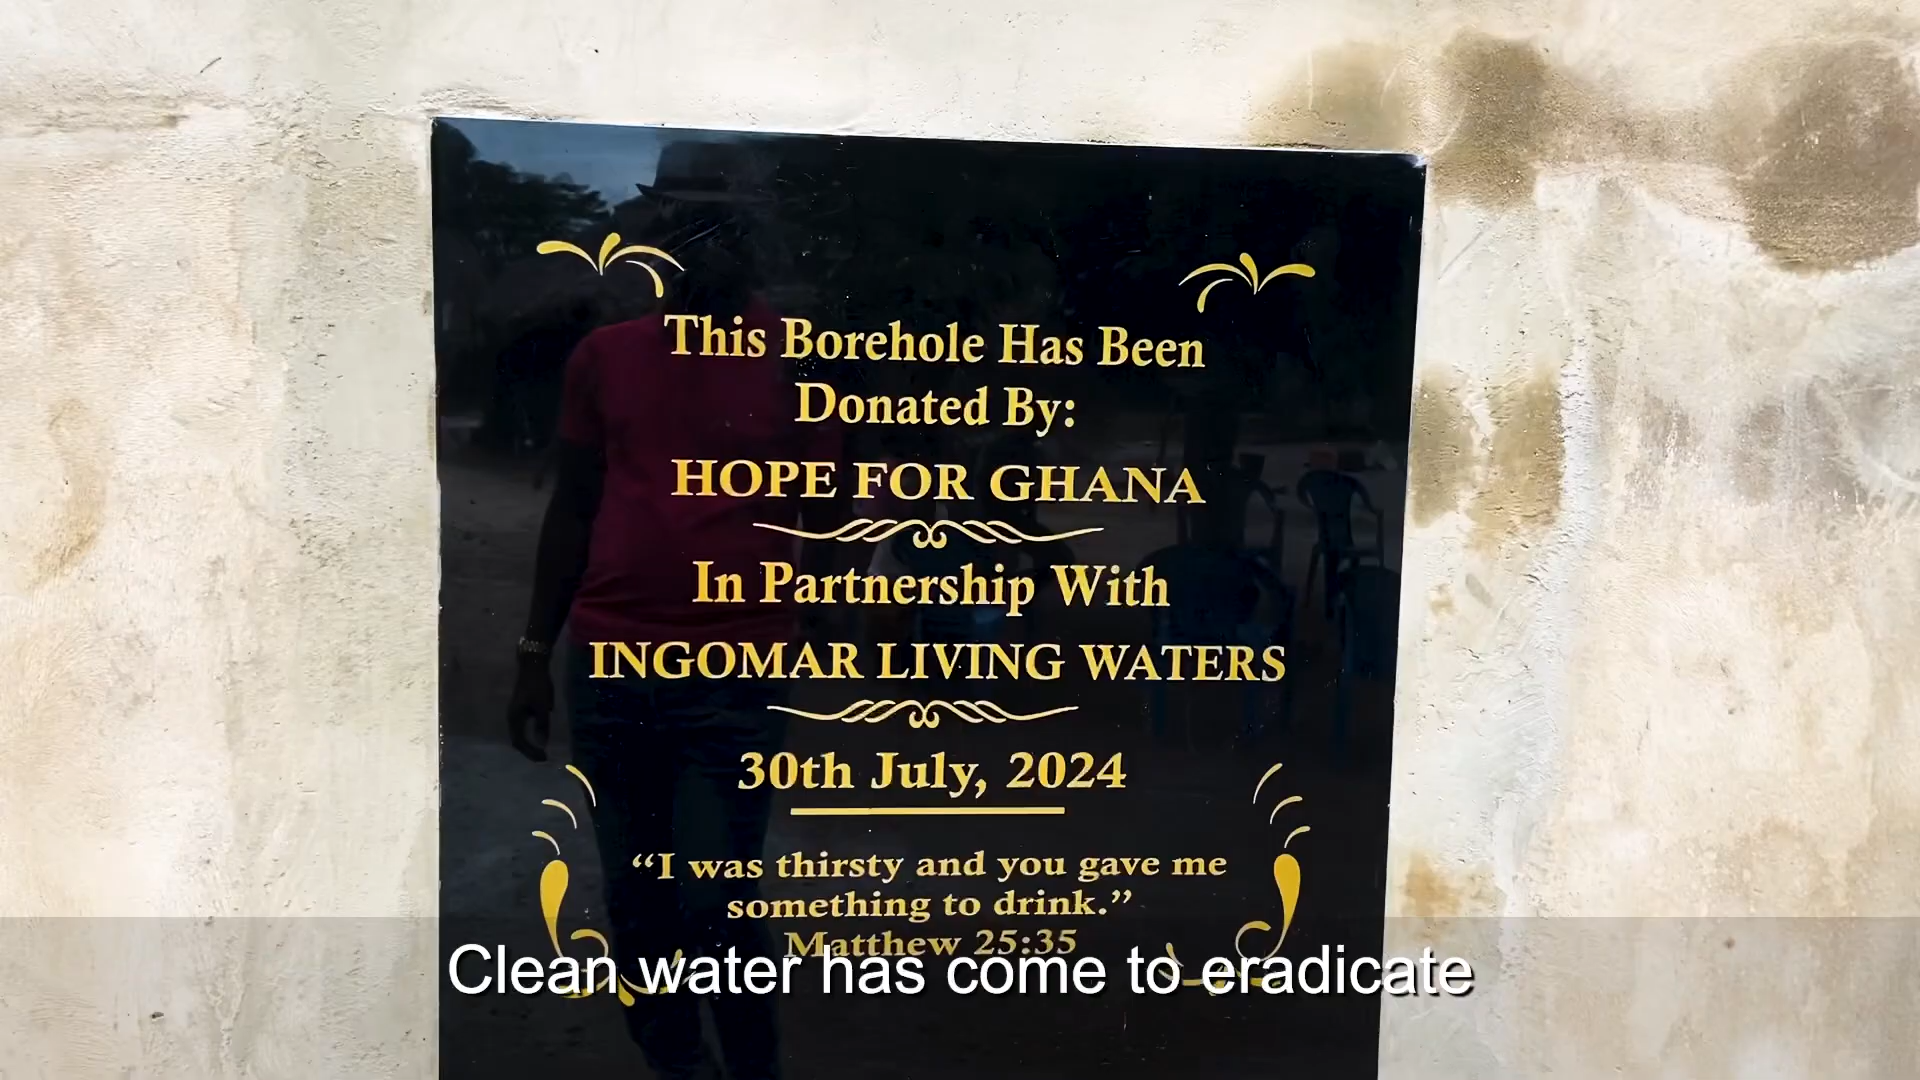 This Borehole Has Been
Donated By:
HOPE FOR GHANA
In Partnership With
INGOMAR LIVING WATERS
30th July, 2024
“I was thirsty and you gave me
something to drink.”
Matthew 25:35
Clean water has come to eradicate